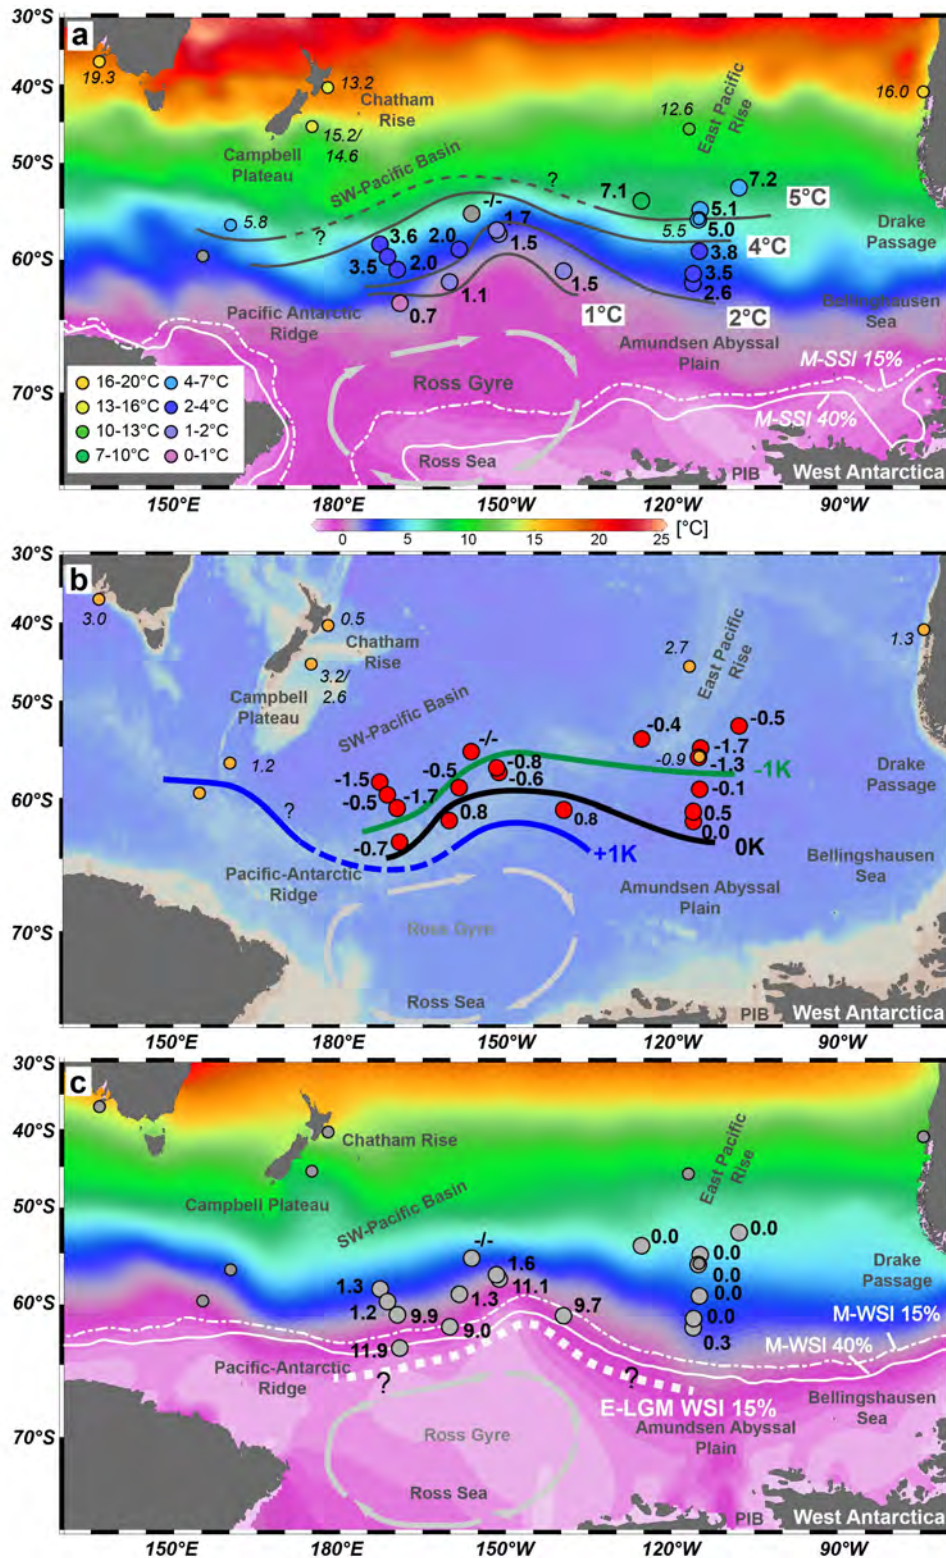 a
30°S
40°S
50°S
60°S
70°S
19.3
13.2
Chatham
Rise
15.2/
14.6
Campbell
Plateau
SW-Pacific Basin
12.6
East Pacific
Rise
16.0
5.8
?
?
-/-
7.1
7.2
5.1
5.0
5.5
5°C
4°C
3.6
2.0
1.7
1.5
3.8
3.5
2.0
3.5
2.6
1.5
1.1
0.7
1°C
2°C
Drake
Passage
Bellinghausen
Sea
Pacific Antarctic
Ridge
Amundsen Abyssal
Plain
M-SSI 15%
M-SSI 40%
Ross Gyre
Ross Sea
PIB
West Antarctica
16-20°C
4-7°C
13-16°C
2-4°C
10-13°C
1-2°C
7-10°C
0-1°C
150°E
180°E
150°W
120°W
90°W
0
5
10
15
20
25
[°C]
b
30°S
40°S
50°S
60°S
70°S
3.0
0.5
Chatham
Rise
3.2/
2.6
Campbell
Plateau
SW-Pacific Basin
2.7
East Pacific
Rise
1.3
1.2
?
-/-
-0.4
-0.5
-1.7
-0.9
-1.3
-1K
-1.5
-0.5
-0.8
-0.6
-0.5
-1.7
-0.1
0.8
0.8
0.5
0.0
-0.7
+1K
0K
Drake
Passage
Bellingshausen
Sea
Pacific-Antarctic
Ridge
Amundsen Abyssal
Plain
Ross Gyre
Ross Sea
PIB
West Antarctica
150°E
180°E
150°W
120°W
90°W
c
30°S
40°S
50°S
60°S
70°S
Chatham Rise
Campbell Plateau
SW-Pacific Basin
East Pacific
Rise
-/-
0.0
0.0
0.0
0.0
1.3
1.6
11.1
1.2
9.9
1.3
0.0
9.7
9.0
0.0
0.3
11.9
Drake
Passage
M-WSI 15%
M-WSI 40%
Pacific-Antarctic
Ridge
?
?
E-LGM WSI 15%
Bellingshausen
Sea
Amundsen Abyssal
Plain
Ross Gyre
Ross Sea
PIB
West Antarctica
150°E
180°E
150°W
120°W
90°W